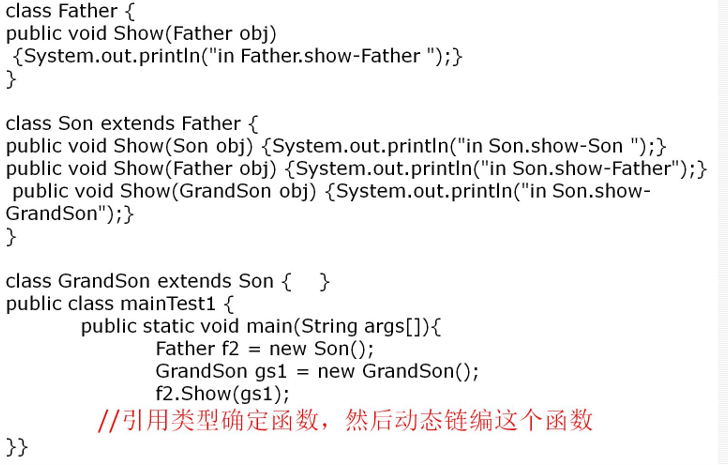 class Father {
public void Show(Father obj)
{System.out.println("in Father.show-Father ");}
}
class Son extends Father {
public void Show(Son obj) {System.out.println("in Son.show-Son ");}
public void Show(Father obj) {System.out.println("in Son.show-Father");}
public void Show(GrandSon obj) {System.out.println("in Son.show-
GrandSon");}
}
class GrandSon extends Son { }
public class mainTest1 {
public static void main(String args[]){
Father f2 = new Son();
GrandSon gs1 = new GrandSon();
f2.Show(gs1);
//引用类型确定函数，然后动态链编这个函数
}}